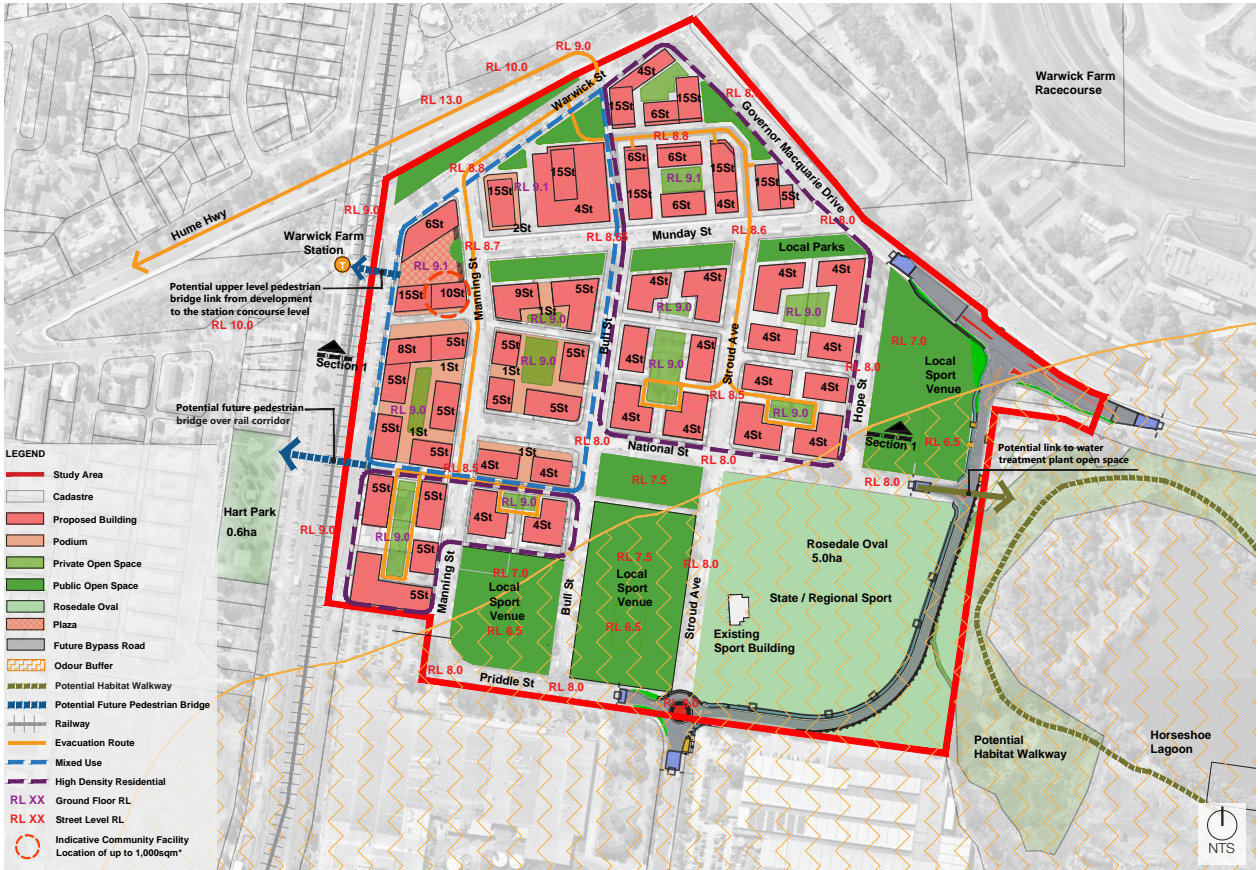 RL 9.0
RL 10.0
RL 13.0
Warwick St
Warwick Farm
Racecourse
4St
15St
15St
6St
RL 8.
Governor Macquarie Drive
RL 8.8
RL 8.8
15St
RL 9.1
15St
4St
2St
6St
6St
15St
RL 9.1
15St
6St
4St
15St
5St
Hume Hwy
RL 9.0
Warwick Farm
Station
T
6St
RL 9.1
15St
10St
RL 8.7
Manning St
Munday St
RL 8.6
RL 8.0
Local Parks
Potential upper level pedestrian
bridge link from development
to the station concourse level
RL 10.0
Section 1
9St
5St
1St
RL 9.0
Bull St
4St
4St
RL 9.0
4St
4St
RL 9.0
8St
5St
1St
5St
5St
RL 9.0
5St
1St
5St
5St
RL 9.0
5St
1St
5St
5St
4St
4St
RL 9.0
4St
4St
Stroud Ave
RL 8.5
4St
4St
4St
4St
RL 9.0
4St
4St
RL 8.0
Hope St
RL 7.0
Local
Sport
Venue
RL 6.5
Section 1
Potential future pedestrian
bridge over rail corridor
RL 8.5
1St
4St
4St
RL 8.0
National St
RL 8.0
RL 8.0
Potential link to water
treatment plant open space
Hart Park
0.6ha
RL 9.0
5St
5St
RL 9.0
5St
5St
4St
RL 9.0
4St
RL 7.5
Manning St
RL 7.0
Local
Sport
Venue
RL 6.5
Bull St
RL 7.5
Local
Sport
Venue
RL 6.5
RL 8.0
Stroud Ave
Rosedale Oval
5.0ha
State / Regional Sport
Existing
Sport Building
RL 8.0
Priddle St
RL 8.0
Potential
Habitat Walkway
Horseshoe
Lagoon
LEGEND
Study Area
Cadastre
Proposed Building
Podium
Private Open Space
Public Open Space
Rosedale Oval
Plaza
Future Bypass Road
Odour Buffer
Potential Habitat Walkway
Potential Future Pedestrian Bridge
Railway
Evacuation Route
Mixed Use
High Density Residential
RL XX Ground Floor RL
RL XX Street Level RL
Indicative Community Facility
Location of up to 1,000sqm*
NTS